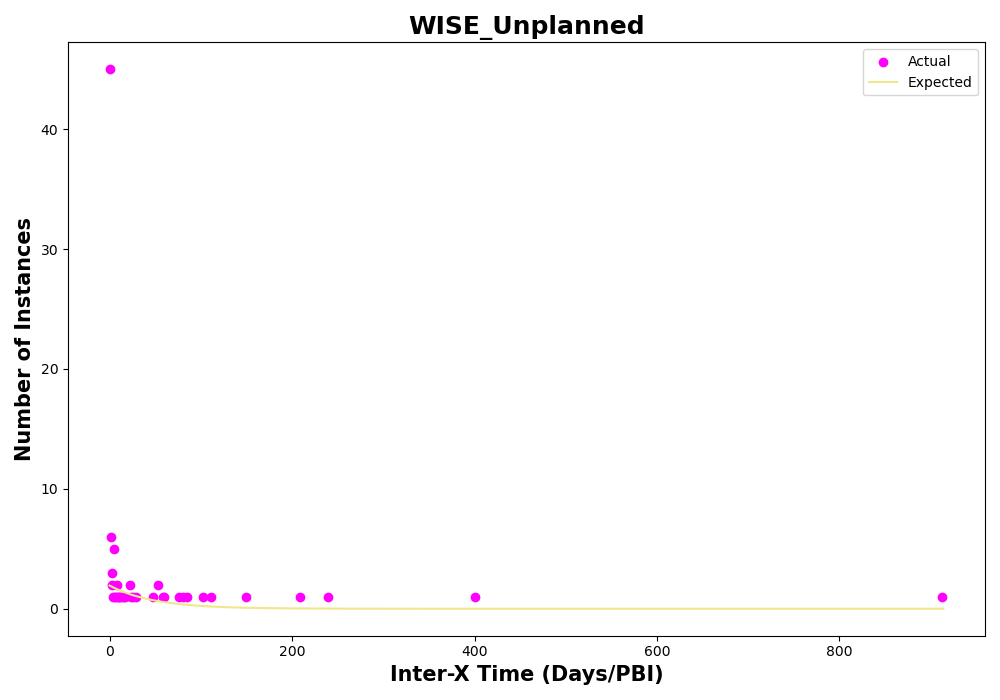 WISE_Unplanned
Actual
Expected
Number of Instances
40
30
20
10
0
0
200
400
600
800
Inter-X Time (Days/PBI)